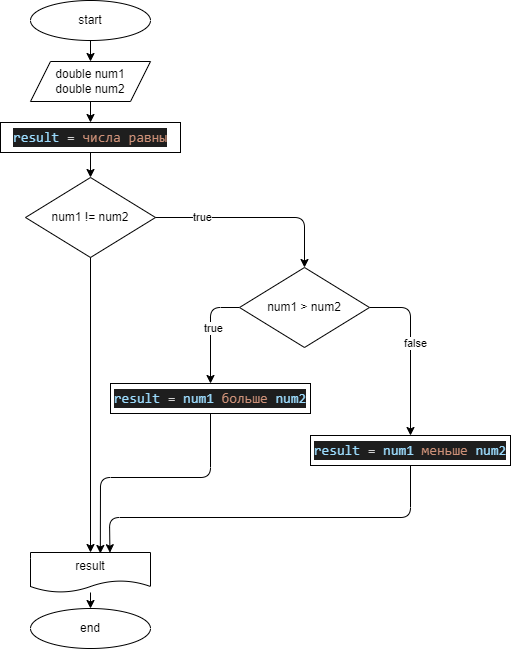 start
double num1
double num2
result = числа равны
num1 != num2
true
num1 > num2
true
false
result = num1 больше num2
result = num1 меньше num2
result
end